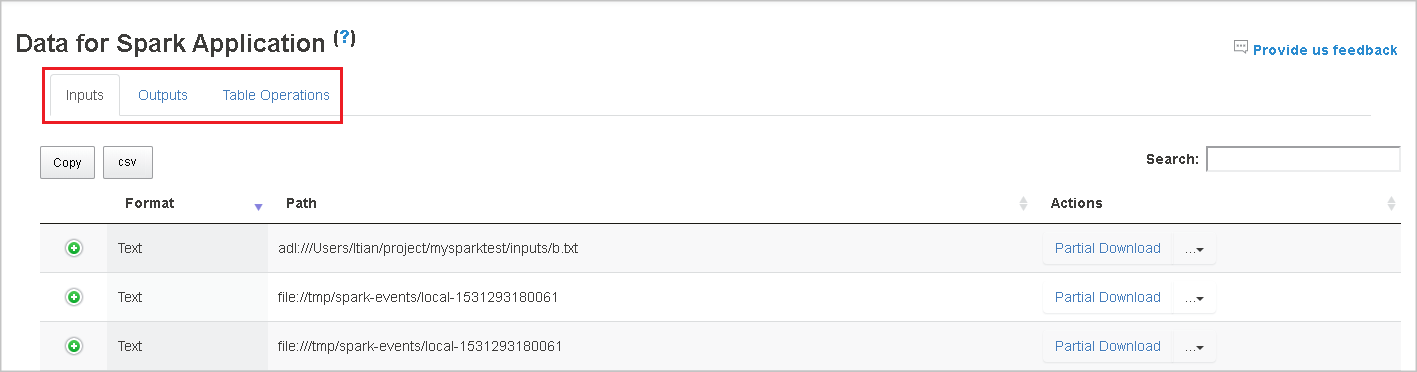 Data for Spark Application (?)
Provide us feedback
Inputs Outputs Table Operations
Copy csv Search:
Format Path Actions
Text adl:///Users/ltian/project/mysparktest/inputs/b.txt Partial Download ...
Text file://tmp/spark-events/local-1531293180061 Partial Download ...
Text file:///tmp/spark-events/local-1531293180061 Partial Download ...